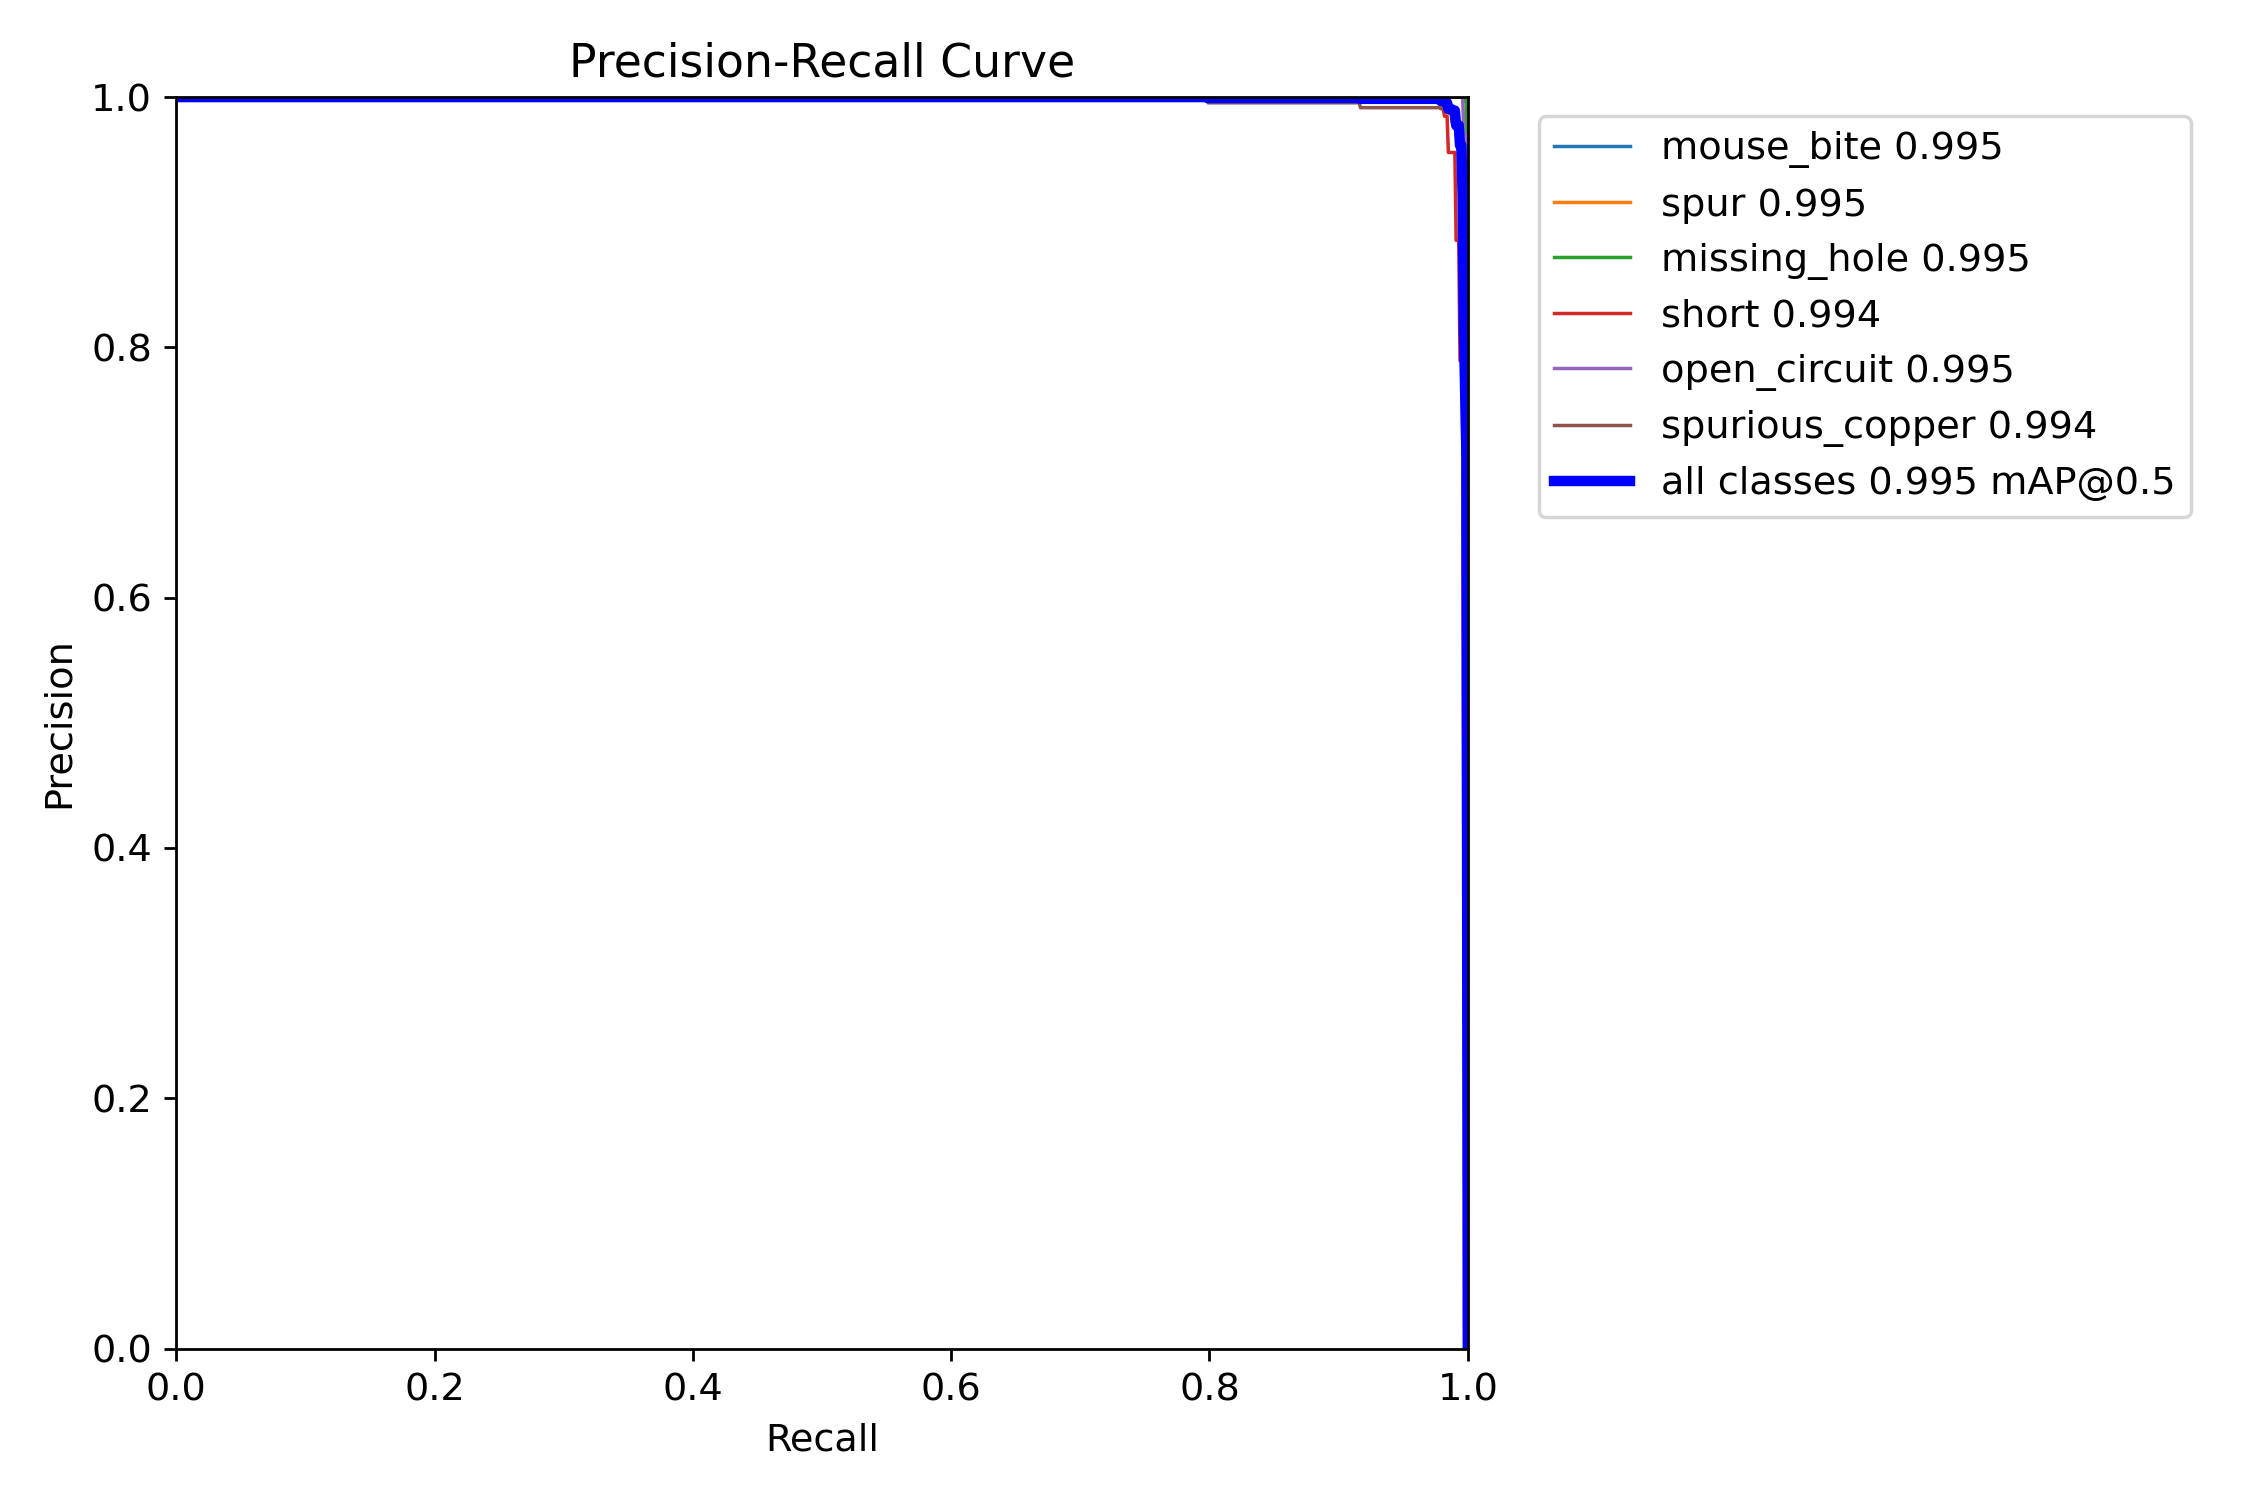 Precision-Recall Curve
1.0
0.8
0.6
0.4
0.2
0.0
Precision
0.0 0.2 0.4 0.6 0.8 1.0
Recall
mouse_bite 0.995
spur 0.995
missing_hole 0.995
short 0.994
open_circuit 0.995
spurious_copper 0.994
all classes 0.995 mAP@0.5